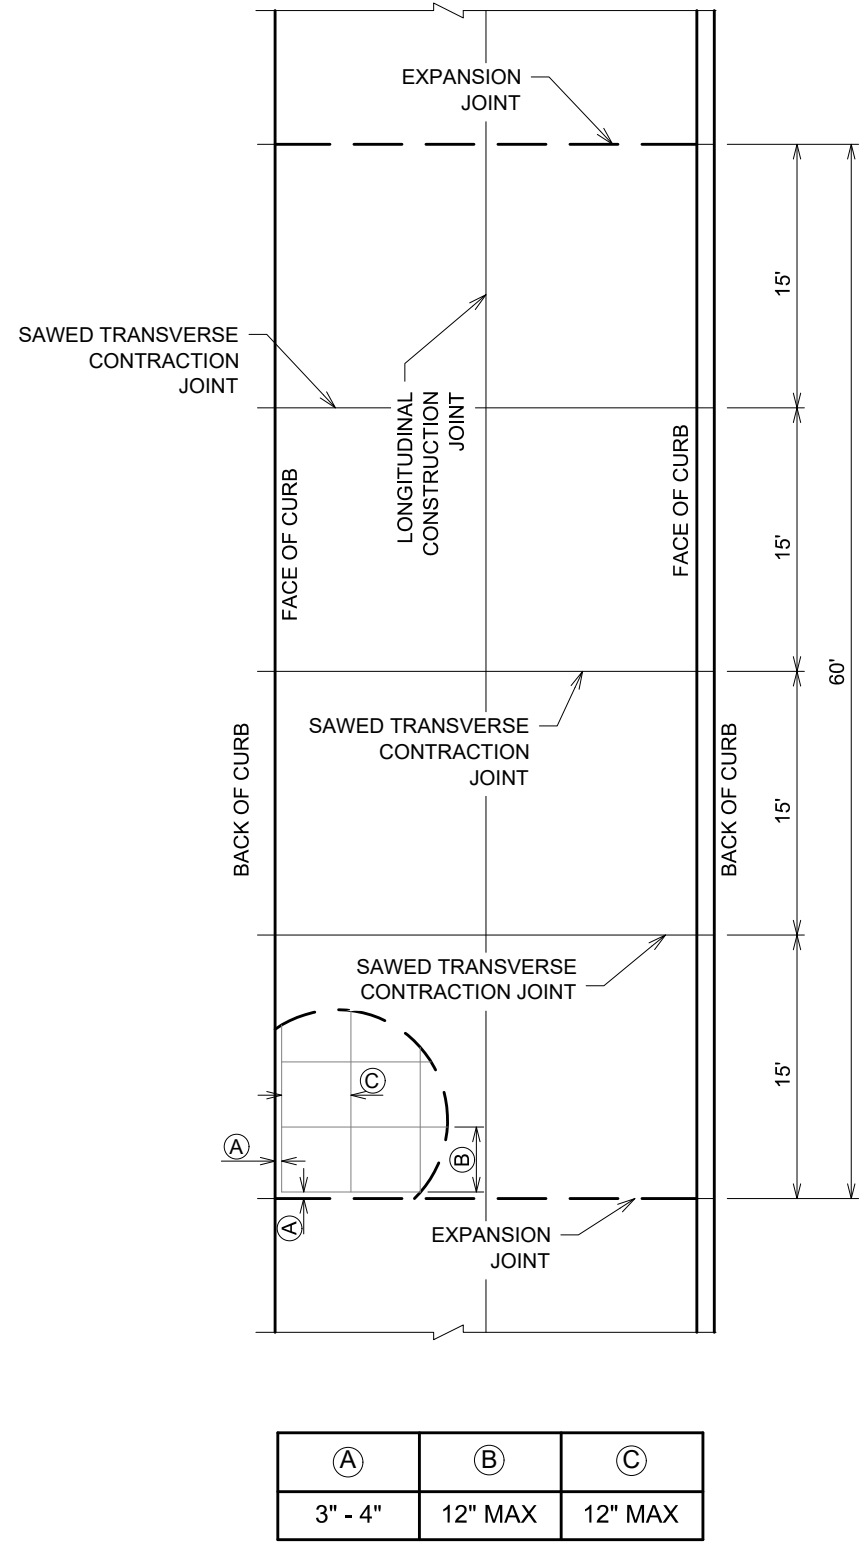 EXPANSION
JOINT
15'
SAWED TRANSVERSE
CONTRACTION
JOINT
LONGITUDINAL
CONSTRUCTION
JOINT
FACE OF CURB
FACE OF CURB
15'
60'
SAWED TRANSVERSE
CONTRACTION
JOINT
BACK OF CURB
BACK OF CURB
15'
SAWED TRANSVERSE
CONTRACTION JOINT
15'
C
A
B
A
EXPANSION
JOINT
A B C
3" - 4" 12" MAX 12" MAX